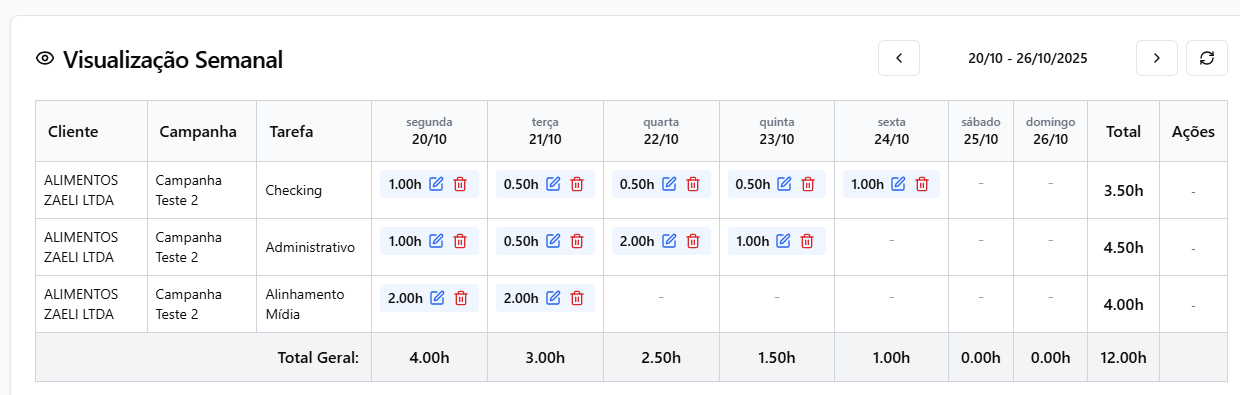 Visualização Semanal
20/10 - 26/10/2025
Cliente Campanha Tarefa segunda 20/10 terça 21/10 quarta 22/10 quinta 23/10 sexta 24/10 sábado 25/10 domingo 26/10 Total Ações
ALIMENTOS ZAELI LTDA Campanha Teste 2 Checking 1.00h 0.50h 0.50h 0.50h 1.00h - - 3.50h -
ALIMENTOS ZAELI LTDA Campanha Teste 2 Administrativo 1.00h 0.50h 2.00h 1.00h - - - 4.50h -
ALIMENTOS ZAELI LTDA Campanha Teste 2 Alinhamento Mídia 2.00h 2.00h - - - - - 4.00h -
Total Geral: 4.00h 3.00h 2.50h 1.50h 1.00h 0.00h 0.00h 12.00h